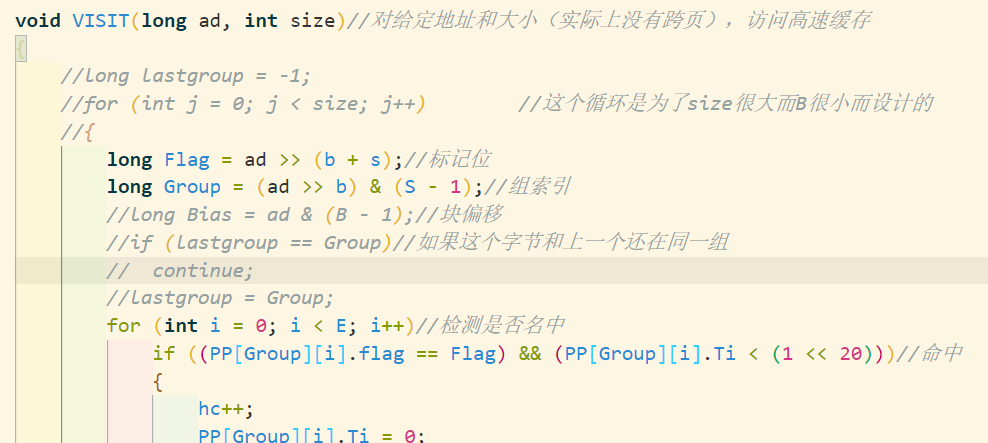 void VISIT(long ad, int size)//对给定地址和大小（实际上没有跨页），访问高速缓存
{
//long lastgroup = -1;
//for (int j = 0; j < size; j++) //这个循环是为了size很大而B很小而设计的
//{
long Flag = ad >> (b + s);//标记位
long Group = (ad >> b) & (S - 1);//组索引
//long Bias = ad & (B - 1);//块偏移
//if (lastgroup == Group)//如果这个字节和上一个还在同一组
// continue;
//lastgroup = Group;
for (int i = 0; i < E; i++)//检测是否名中
if ((PP[Group][i].flag == Flag) && (PP[Group][i].Ti < (1 << 20)))//命中
{
hc++;
PP[Group][i].Ti = 0;